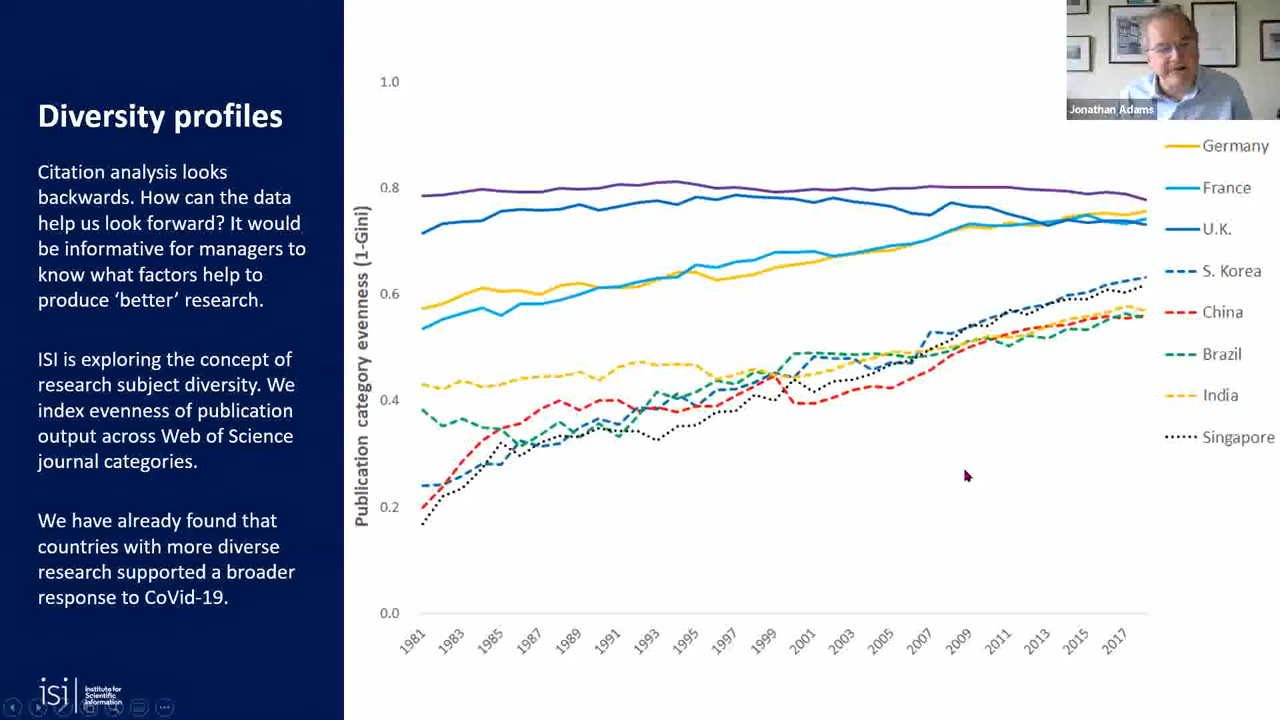 Diversity profiles
Citation analysis looks
backwards. How can the data
help us look forward? It would
be informative for managers to
know what factors help to
produce ‘better’ research.
ISI is exploring the concept of
research subject diversity. We
index evenness of publication
output across Web of Science
journal categories.
We have already found that
countries with more diverse
research supported a broader
response to CoVid-19.
isi
Institute for
Scientific
Information
Publication category evenness (1-Gini)
1.0
0.8
0.6
0.4
0.2
0.0
1981
1983
1985
1987
1989
1991
1993
1995
1997
1999
2001
2003
2005
2007
2009
2011
2013
2015
2017
Jonathan Adams
Germany
France
U.K.
S. Korea
China
Brazil
India
Singapore